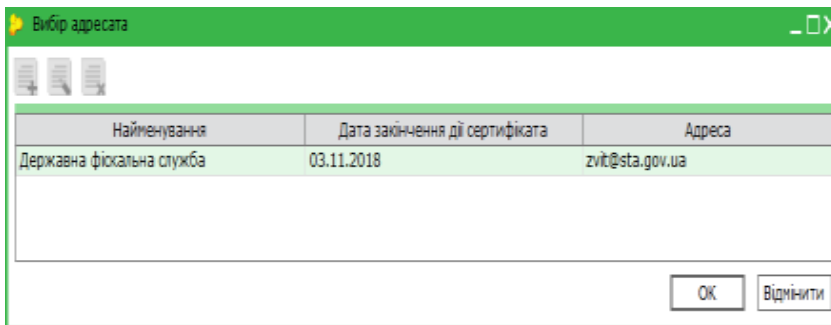 Вибір адресата
Найменування Дата закінчення дії сертифіката Адреса
Державна фіскальна служба 03.11.2018 zvit@sta.gov.ua
OK Відмінити